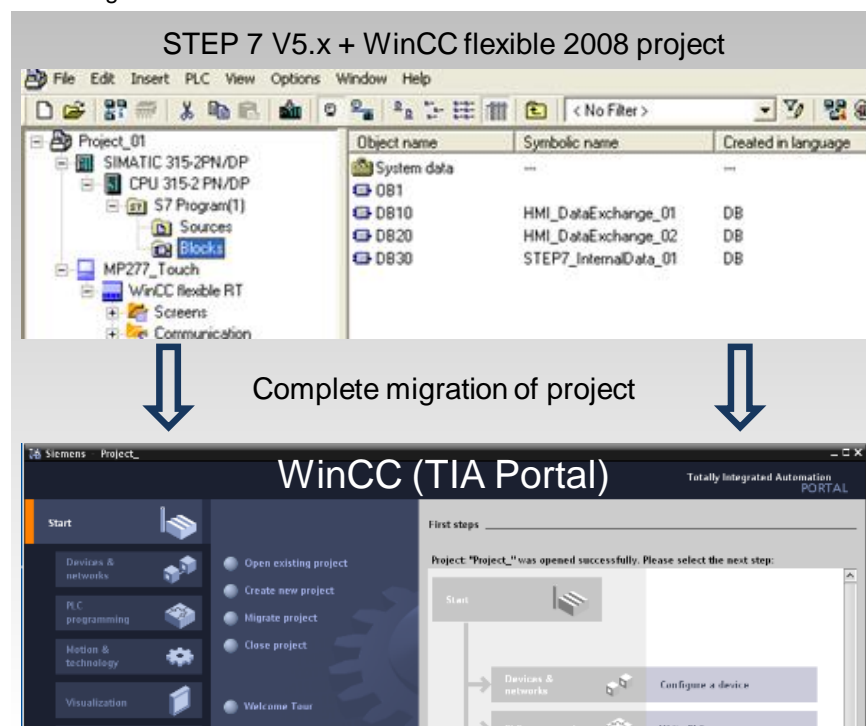 STEP 7 V5.x + WinCC flexible 2008 project
File Edit Insert PLC View Options Window Help
< No Filter >
Project_01
SIMATIC 315-2PN/DP
CPU 315-2 PN/DP
S7 Program(1)
Sources
Blocks
MP277_Touch
WinCC flexible RT
Screens
Communication
Object name Symbolic name Created in language
System data --- ---
OB1
DB10 HMI_DataExchange_01 DB
DB20 HMI_DataExchange_02 DB
DB30 STEP7_InternalData_01 DB
Complete migration of project
Siemens - Project_
WinCC (TIA Portal)
Totally Integrated Automation
PORTAL
Start
Devices &
networks
PLC
programming
Motion &
technology
Visualization
Open existing project
Create new project
Migrate project
Close project
Welcome Tour
First steps
Project: "Project_" was opened successfully. Please select the next step:
Start
Devices &
networks
Configure a device